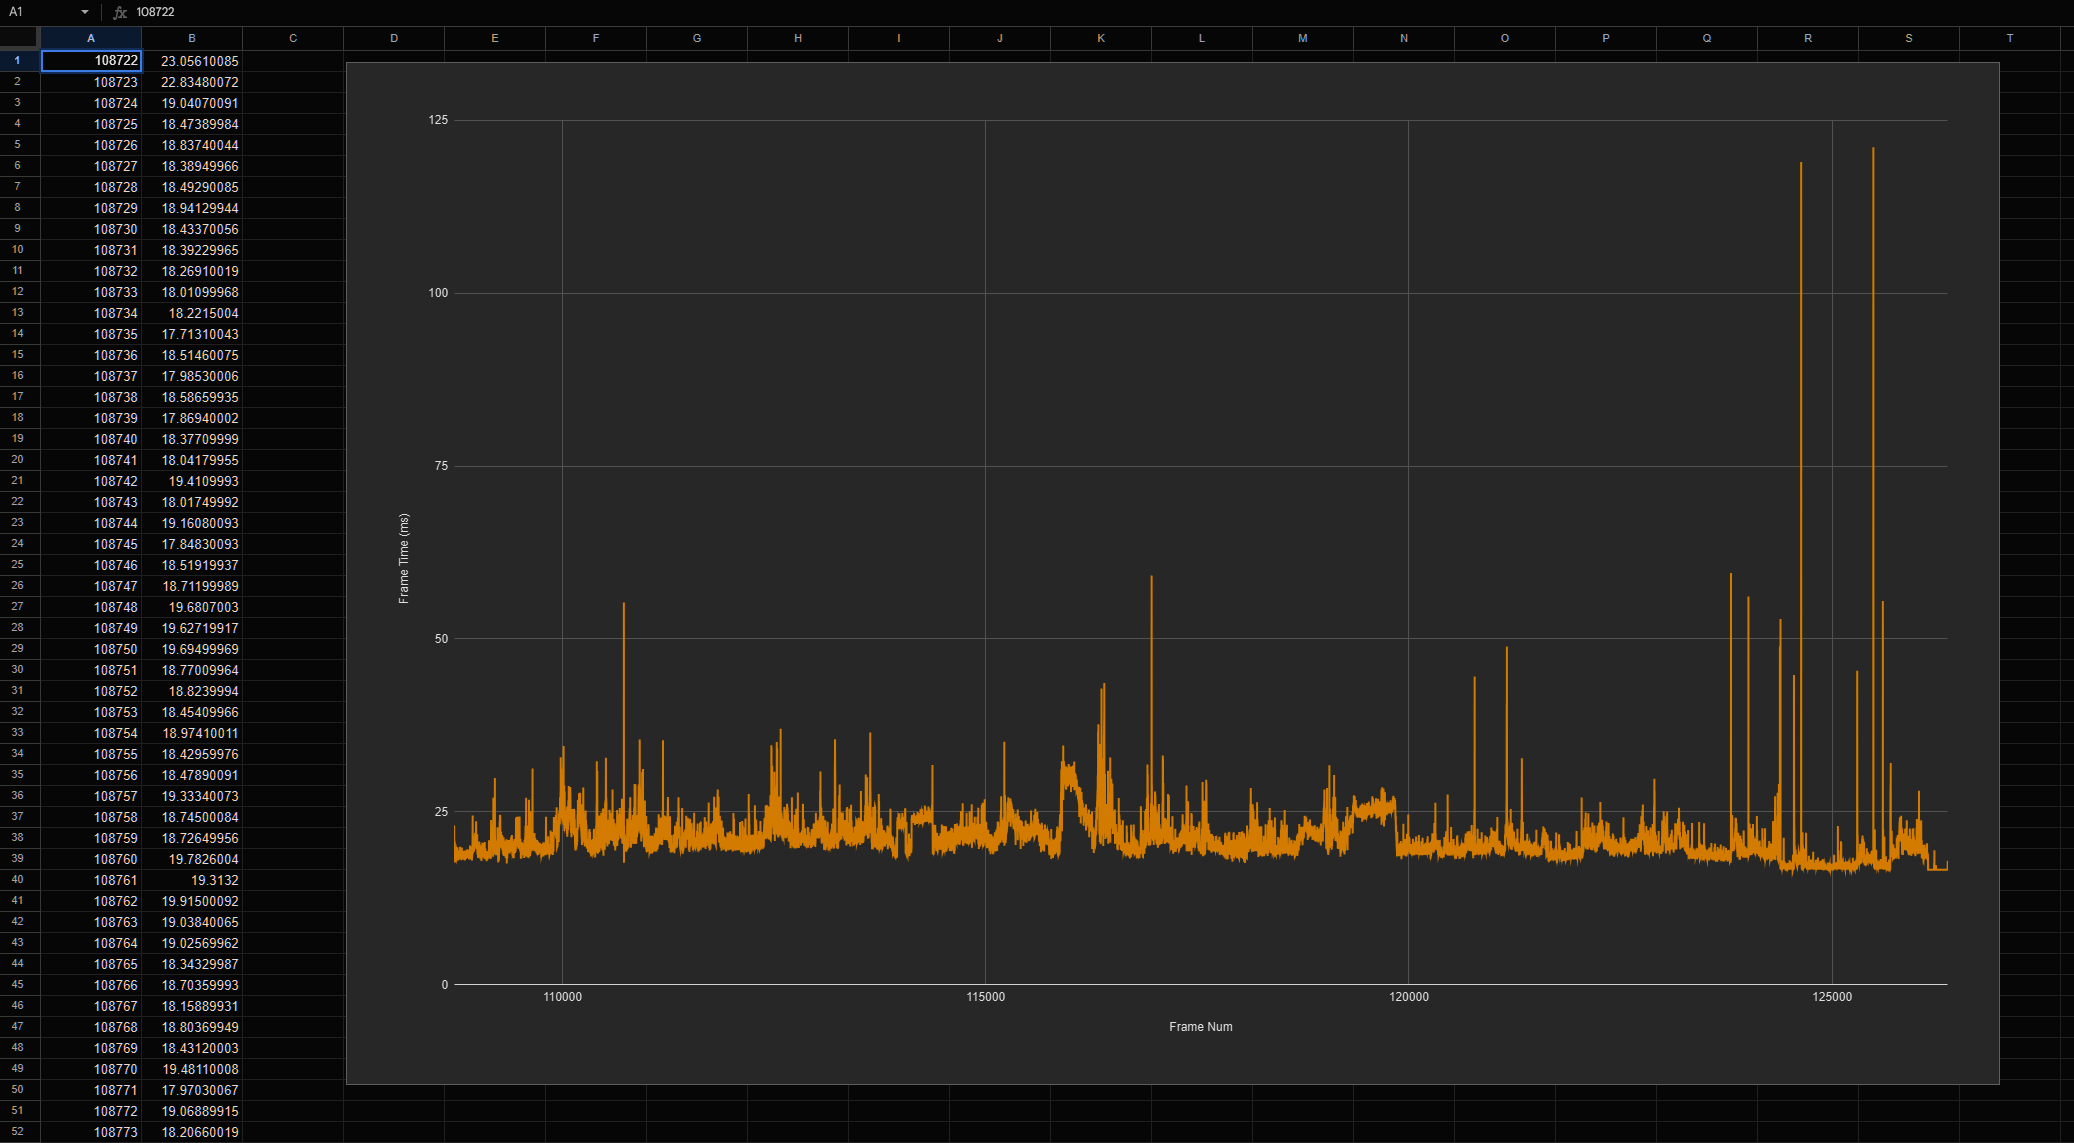 A1 fx 108722
A B C D E F G H I J K L M N O P Q R S T
1 108722 23.05610085
2 108723 22.83480072
3 108724 19.04070091
4 108725 18.47389984
5 108726 18.83740044
6 108727 18.38949966
7 108728 18.49290085
8 108729 18.94129944
9 108730 18.43370056
10 108731 18.39229965
11 108732 18.26910019
12 108733 18.01099968
13 108734 18.2215004
14 108735 17.71310043
15 108736 18.51460075
16 108737 17.98530006
17 108738 18.58659935
18 108739 17.86940002
19 108740 18.37709999
20 108741 18.04179955
21 108742 19.4109993
22 108743 18.01749992
23 108744 19.16080093
24 108745 17.84830093
25 108746 18.51919937
26 108747 18.71199989
27 108748 19.6807003
28 108749 19.62719917
29 108750 19.69499969
30 108751 18.77009964
31 108752 18.8239994
32 108753 18.45409966
33 108754 18.97410011
34 108755 18.42959976
35 108756 18.47890091
36 108757 19.33340073
37 108758 18.74500084
38 108759 18.72649956
39 108760 19.7826004
40 108761 19.3132
41 108762 19.91500092
42 108763 19.03840065
43 108764 19.02569962
44 108765 18.34329987
45 108766 18.70359993
46 108767 18.15889931
47 108768 18.80369949
48 108769 18.43120003
49 108770 19.48110008
50 108771 17.97030067
51 108772 19.06889915
52 108773 18.20660019
125
100
75
50
25
0
Frame Time (ms)
110000 115000 120000 125000
Frame Num